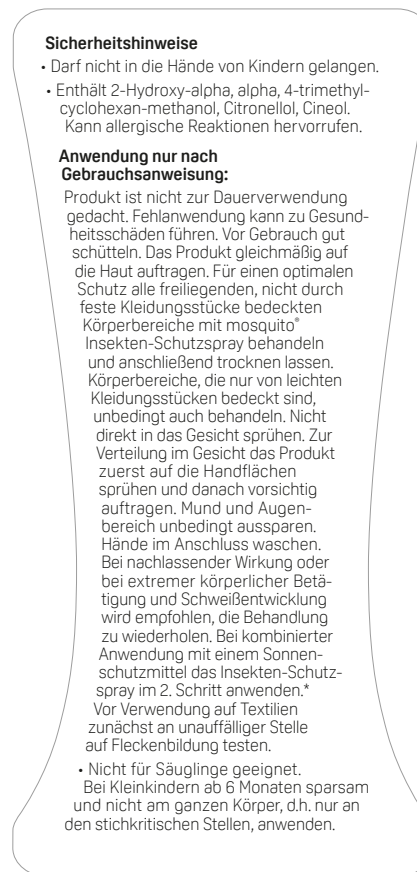 Sicherheitshinweise
• Darf nicht in die Hände von Kindern gelangen.
• Enthält 2-Hydroxy-alpha, alpha, 4-trimethyl-
cyclohexan-methanol, Citronellol, Cineol.
Kann allergische Reaktionen hervorrufen.
Anwendung nur nach
Gebrauchsanweisung:
Produkt ist nicht zur Dauerverwendung
gedacht. Fehlanwendung kann zu Gesund-
heitsschäden führen. Vor Gebrauch gut
schütteln. Das Produkt gleichmäßig auf
die Haut auftragen. Für einen optimalen
Schutz alle freiliegenden, nicht durch
feste Kleidungsstücke bedeckten
Körperbereiche mit mosquito®
Insekten-Schutzspray behandeln
und anschließend trocknen lassen.
Körperbereiche, die nur von leichten
Kleidungsstücken bedeckt sind,
unbedingt auch behandeln. Nicht
direkt in das Gesicht sprühen. Zur
Verteilung im Gesicht das Produkt
zuerst auf die Handflächen
sprühen und danach vorsichtig
auftragen. Mund und Augen-
bereich unbedingt aussparen.
Hände im Anschluss waschen.
Bei nachlassender Wirkung oder
bei extremer körperlicher Betä-
tigung und Schweißentwicklung
wird empfohlen, die Behandlung
zu wiederholen. Bei kombinierter
Anwendung mit einem Sonnen-
schutzmittel das Insekten-Schutz-
spray im 2. Schritt anwenden.*
Vor Verwendung auf Textilien
zunächst an unauffälliger Stelle
auf Fleckenbildung testen.
• Nicht für Säuglinge geeignet.
Bei Kleinkindern ab 6 Monaten sparsam
und nicht am ganzen Körper, d.h. nur an
den stichkritischen Stellen, anwenden.